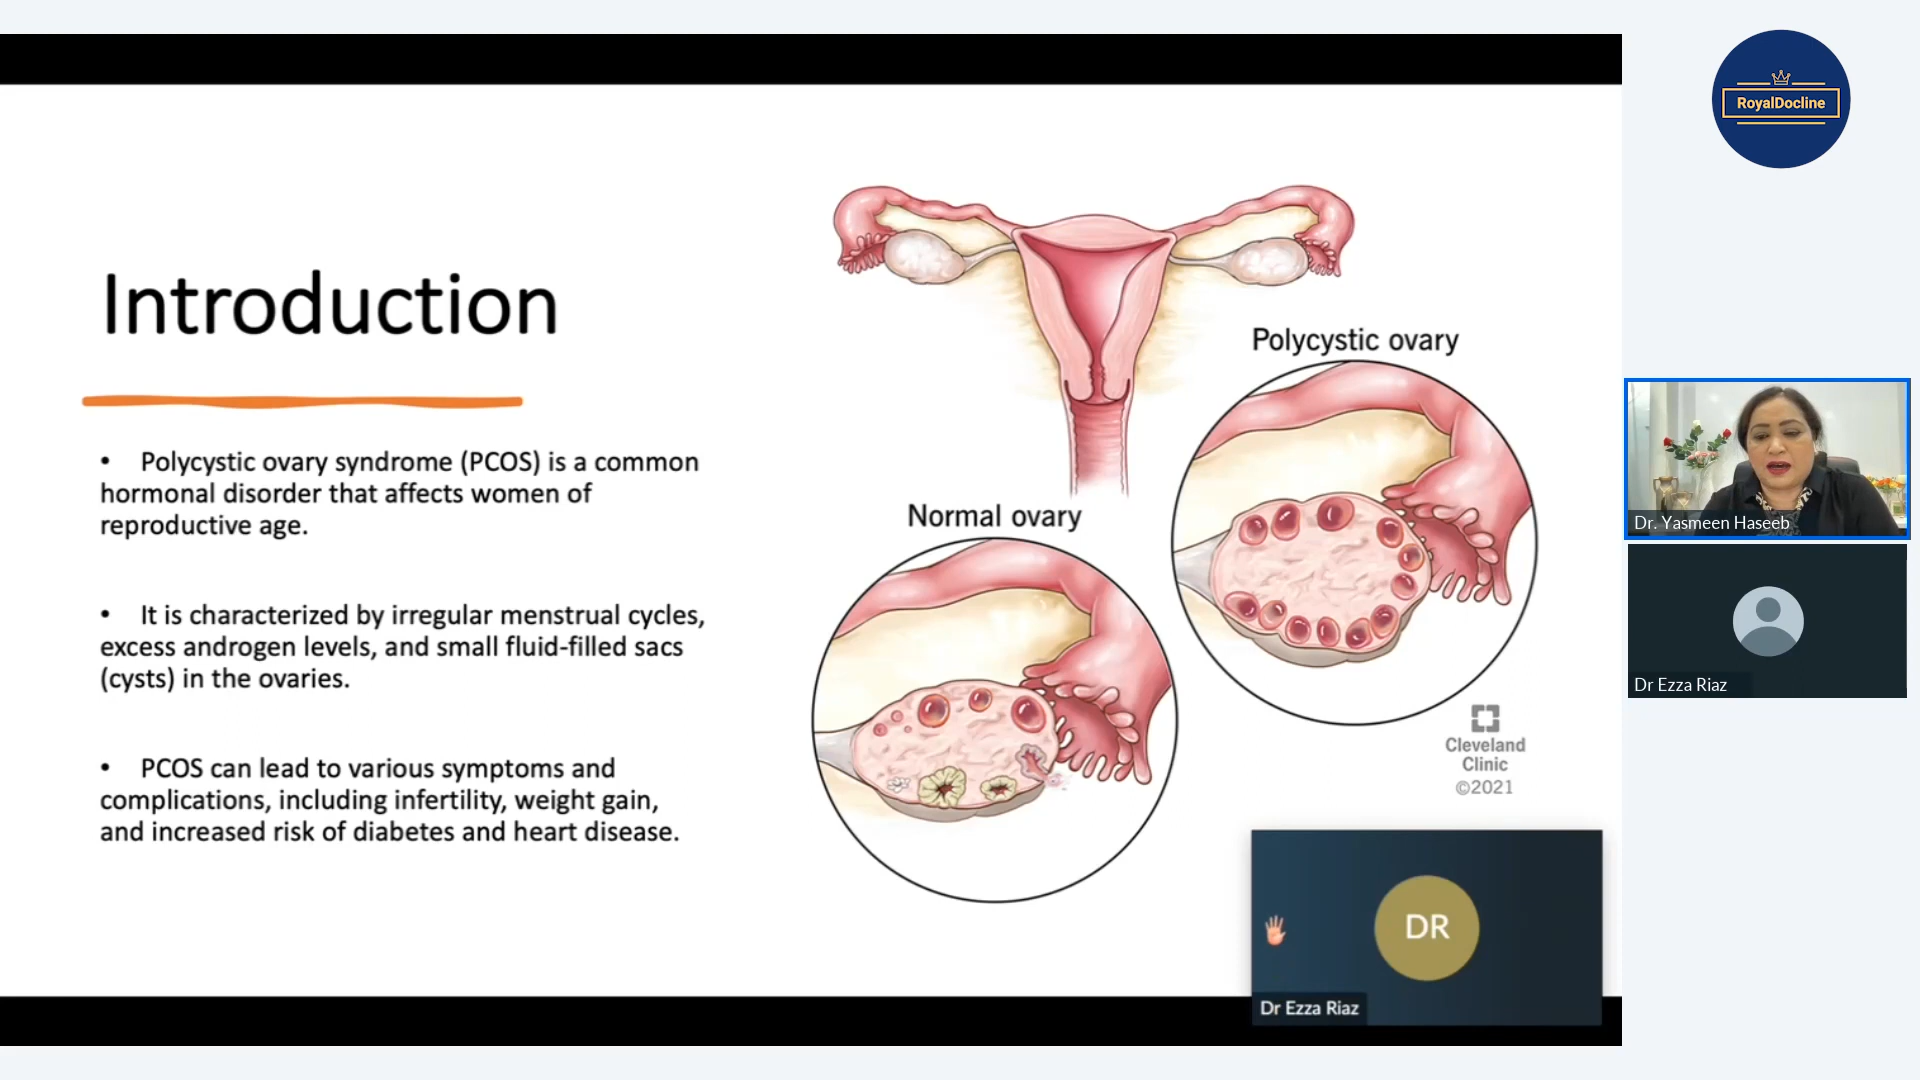 Introduction
• Polycystic ovary syndrome (PCOS) is a common
hormonal disorder that affects women of
reproductive age.
• It is characterized by irregular menstrual cycles,
excess androgen levels, and small fluid-filled sacs
(cysts) in the ovaries.
• PCOS can lead to various symptoms and
complications, including infertility, weight gain,
and increased risk of diabetes and heart disease.
Polycystic ovary
Normal ovary
Cleveland
Clinic
©2021
DR
Dr Ezza Riaz
RoyalDocline
Dr. Yasmeen Haseeb
Dr Ezza Riaz